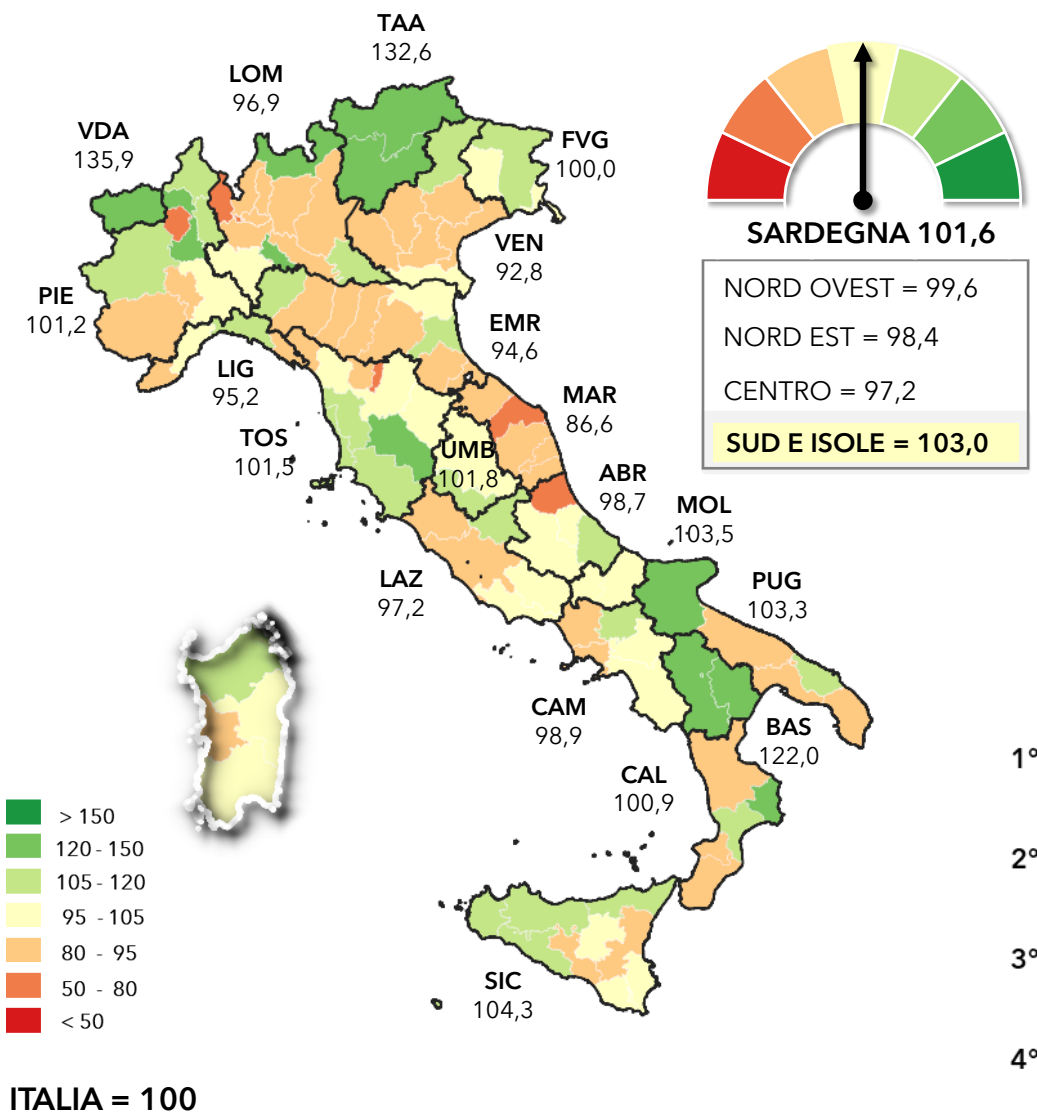 TAA
132,6
LOM
96,9
VDA
135,9
FVG
100,0
SARDEGNA 101,6
VEN
92,8
NORD OVEST = 99,6
NORD EST = 98,4
CENTRO = 97,2
SUD E ISOLE = 103,0
PIE
101,2
EMR
94,6
LIG
95,2
MAR
86,6
TOS
101,5
UMB
101,8
ABR
98,7
MOL
103,5
LAZ
97,2
PUG
103,3
CAM
98,9
BAS
122,0
CAL
100,9
SIC
104,3
> 150
120 - 150
105 - 120
95 - 105
80 - 95
50 - 80
< 50
1°
2°
3°
4°
ITALIA = 100